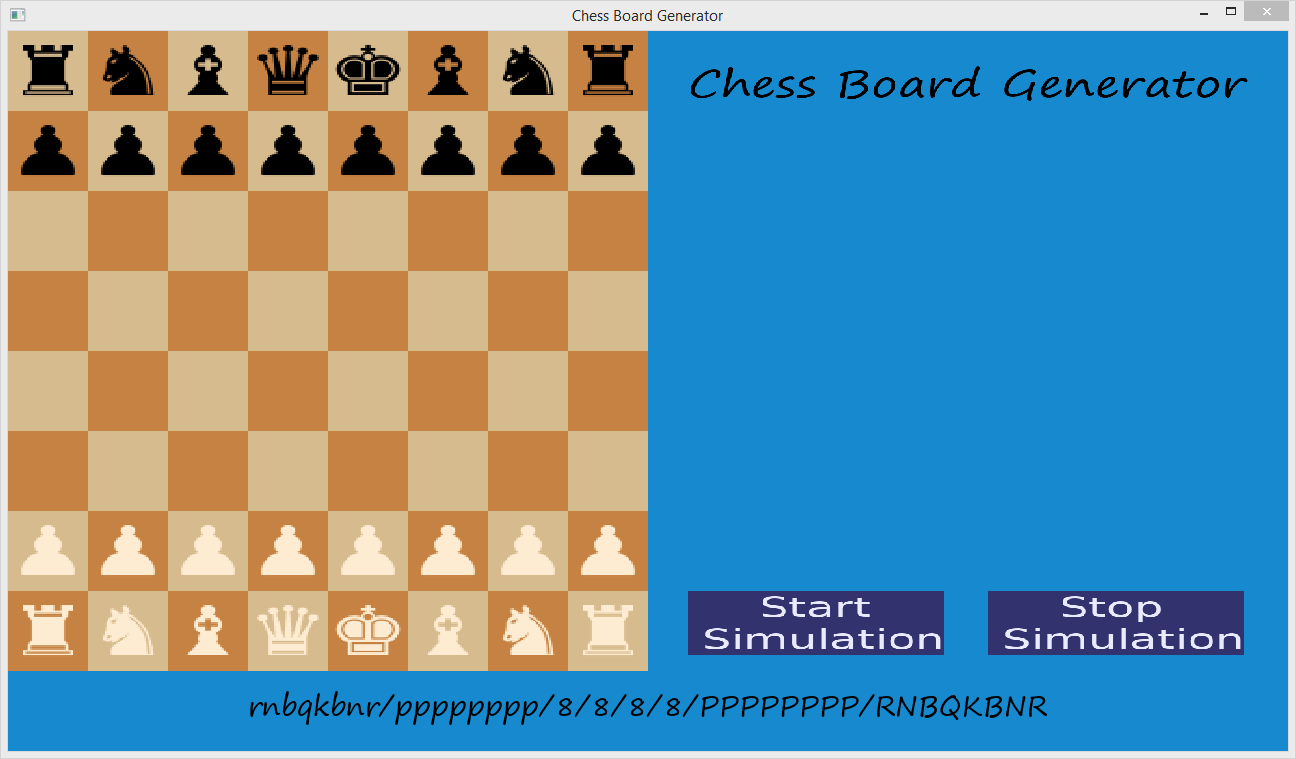 Chess Board Generator
Chess Board Generator
Start
Simulation
Stop
Simulation
rnbqkbnr/pppppppp/8/8/8/8/PPPPPPPP/RNBQKBNR